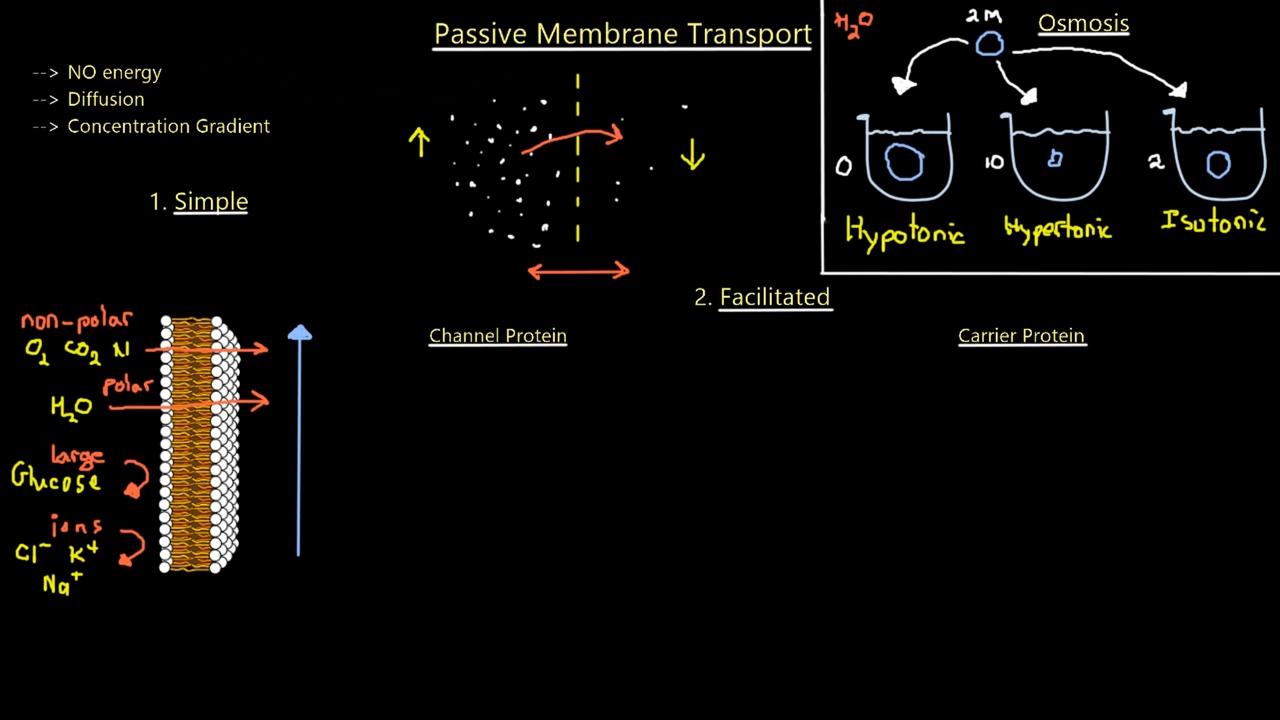 Passive Membrane Transport
--> NO energy
--> Diffusion
--> Concentration Gradient
1. Simple
non-polar
O₂ CO₂ N
polar
H₂O
large
Glucose
ions
Cl⁻ K⁺
Na⁺
H₂O
2M
Osmosis
0
10
2
Hypotonic
Hypertonic
Isotonic
2. Facilitated
Channel Protein
Carrier Protein